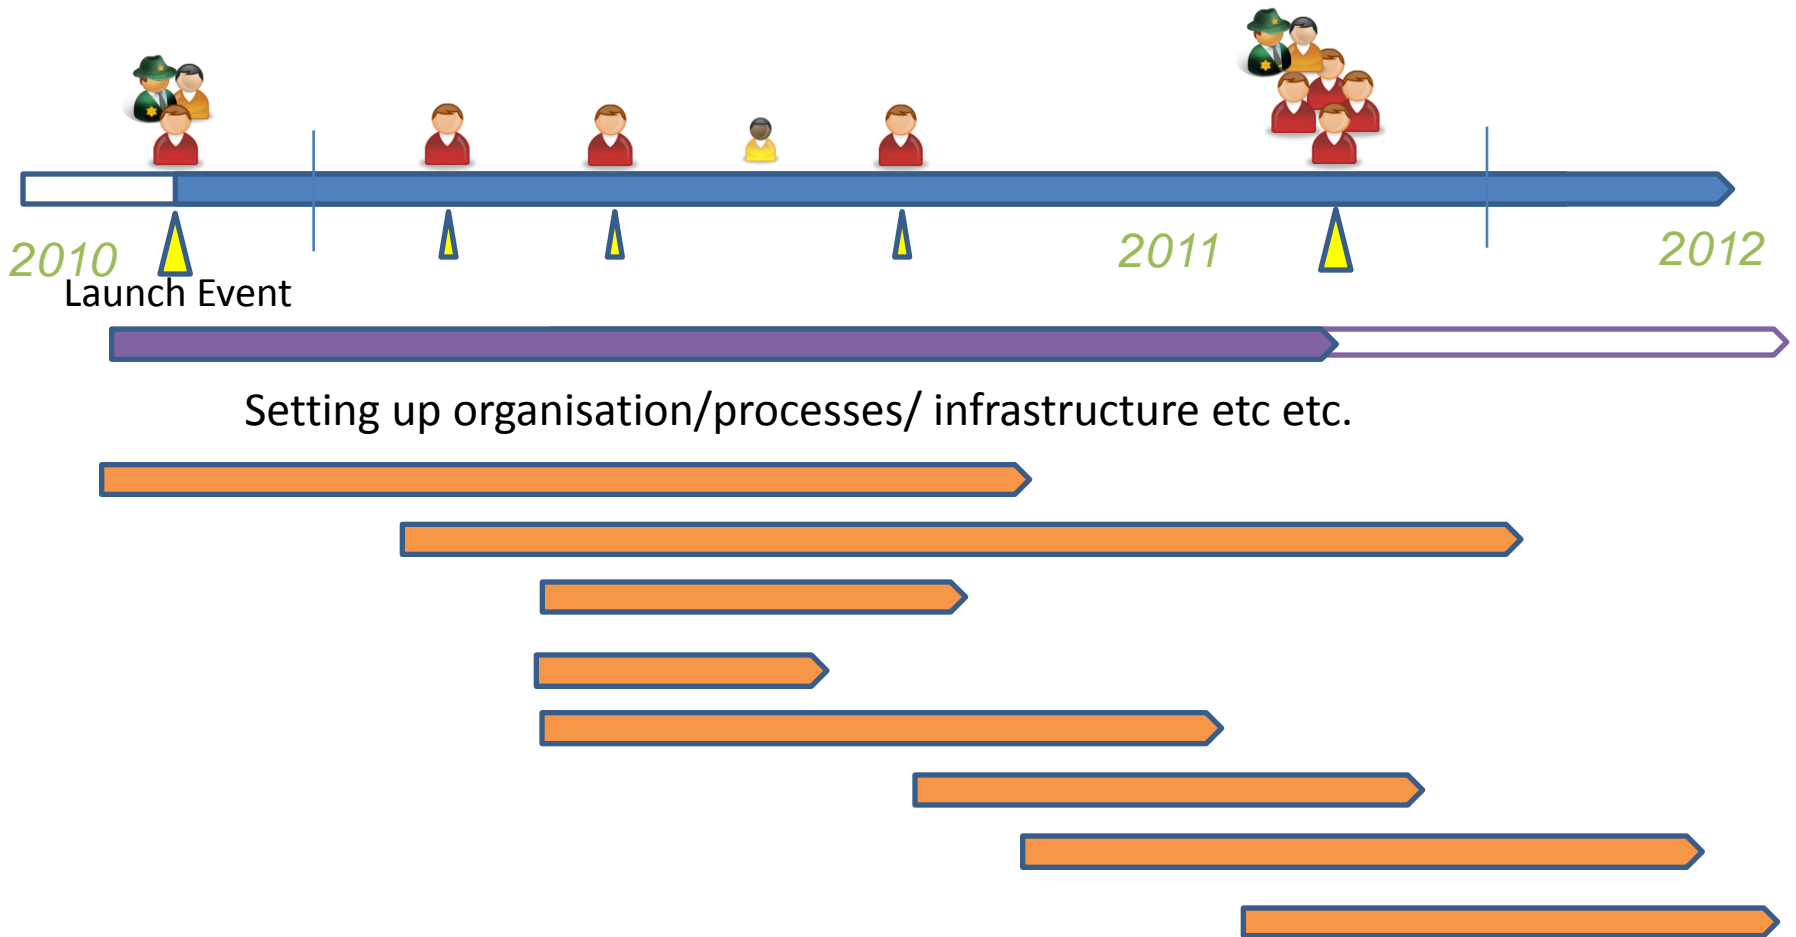 2010
2011
2012
Launch Event
Setting up organisation/processes/ infrastructure etc etc.